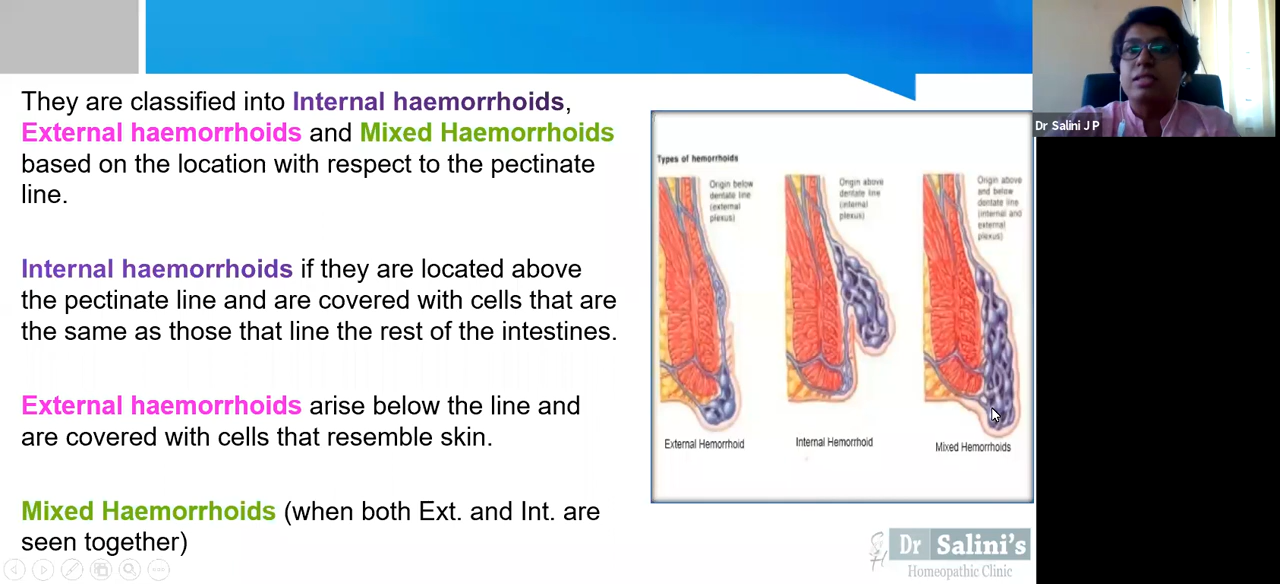 They are classified into Internal haemorrhoids,
External haemorrhoids and Mixed Haemorrhoids
based on the location with respect to the pectinate
line.
Internal haemorrhoids if they are located above
the pectinate line and are covered with cells that are
the same as those that line the rest of the intestines.
External haemorrhoids arise below the line and
are covered with cells that resemble skin.
Mixed Haemorrhoids (when both Ext. and Int. are
seen together)
Types of hemorrhoids
Origin below
dentate line
(external
plexus)
External Hemorrhoid
Origin above
dentate line
(internal
plexus)
Internal Hemorrhoid
Origin above
and below
dentate line
(internal and
external
plexus)
Mixed Hemorrhoids
Dr Salini's
Homeopathic Clinic
Dr Salini J P